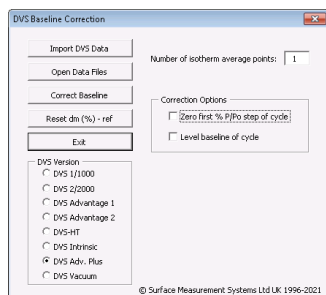 DVS Baseline Correction
Import DVS Data
Open Data Files
Correct Baseline
Reset dm (%) - ref
Exit
Number of isotherm average points: 1
Correction Options
Zero first % P/Po step of cycle
Level baseline of cycle
DVS Version
DVS 1/1000
DVS 2/2000
DVS Advantage 1
DVS Advantage 2
DVS-HT
DVS Intrinsic
DVS Adv. Plus
DVS Vacuum
© Surface Measurement Systems Ltd UK 1996-2021